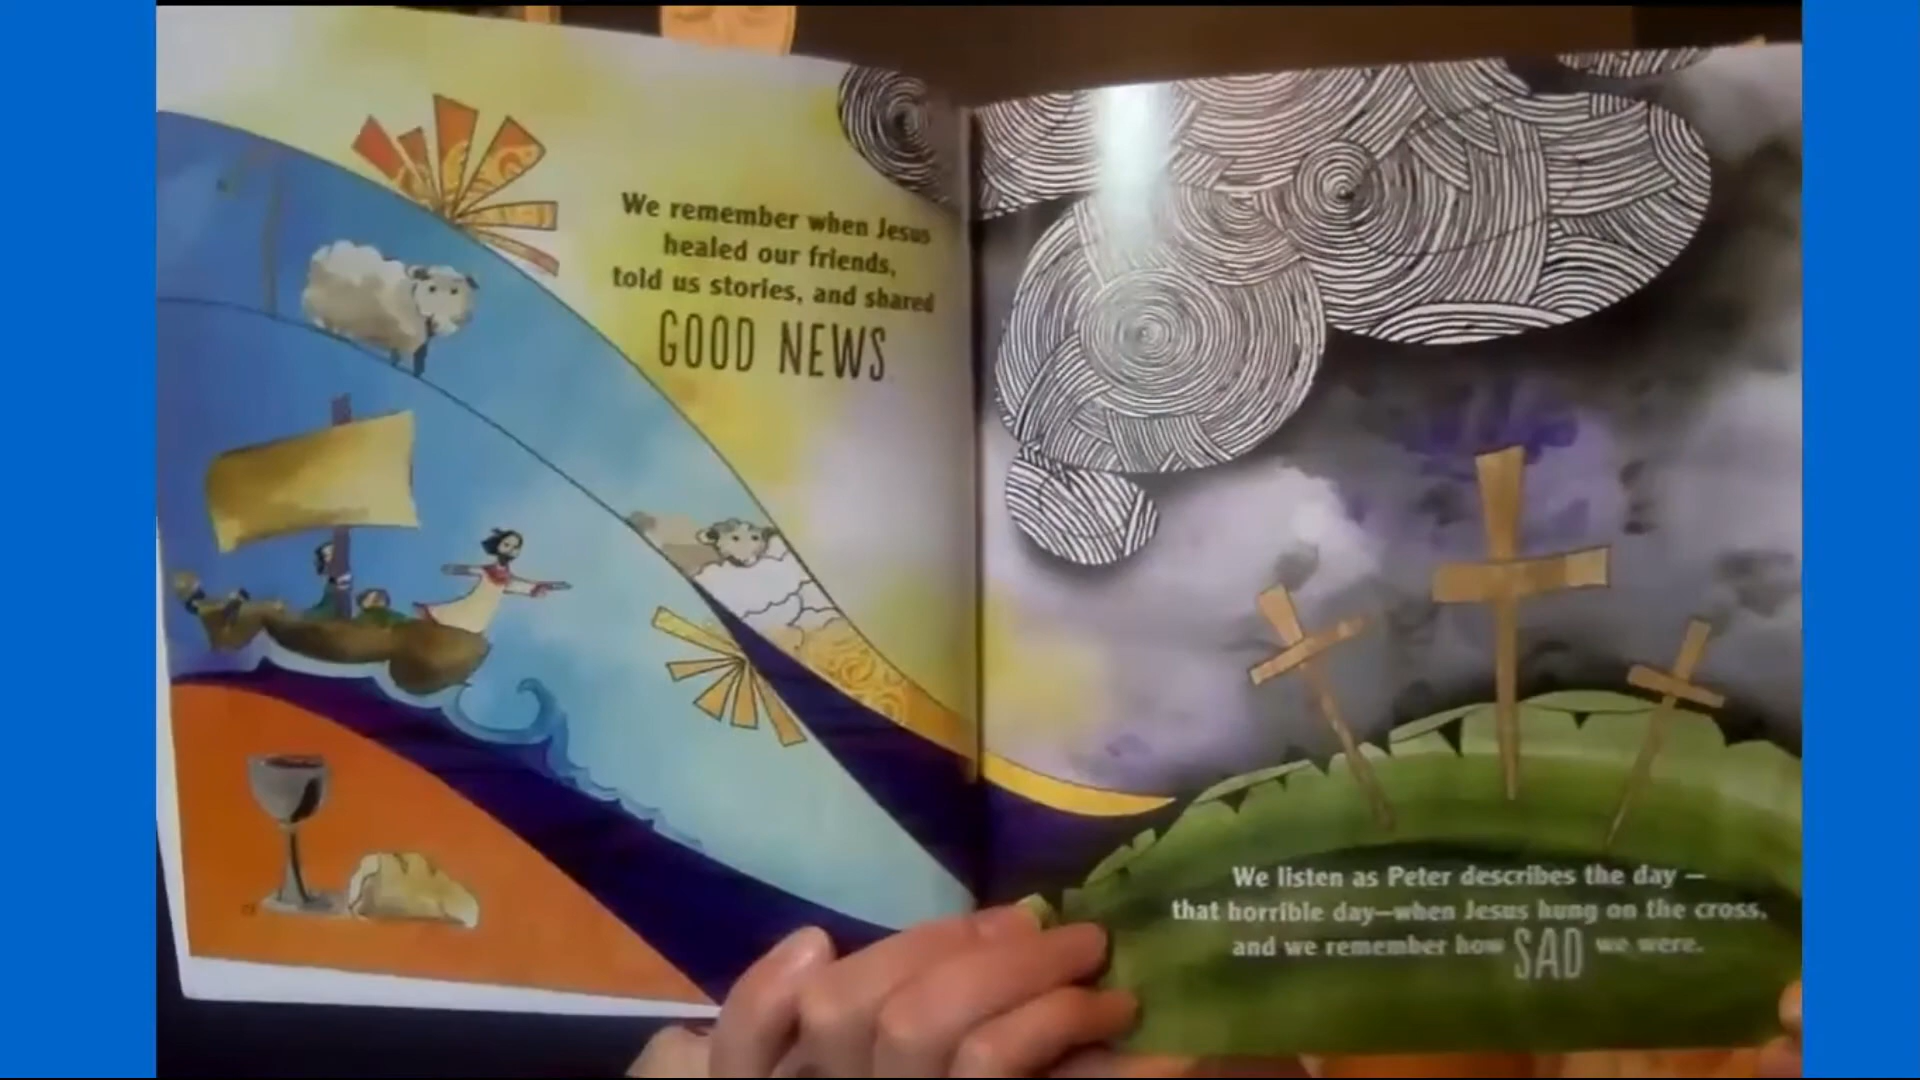 We remember when Jesus
healed our friends,
told us stories, and shared
GOOD NEWS
We listen as Peter describes the day —
that horrible day—when Jesus hung on the cross,
and we remember how SAD we were.